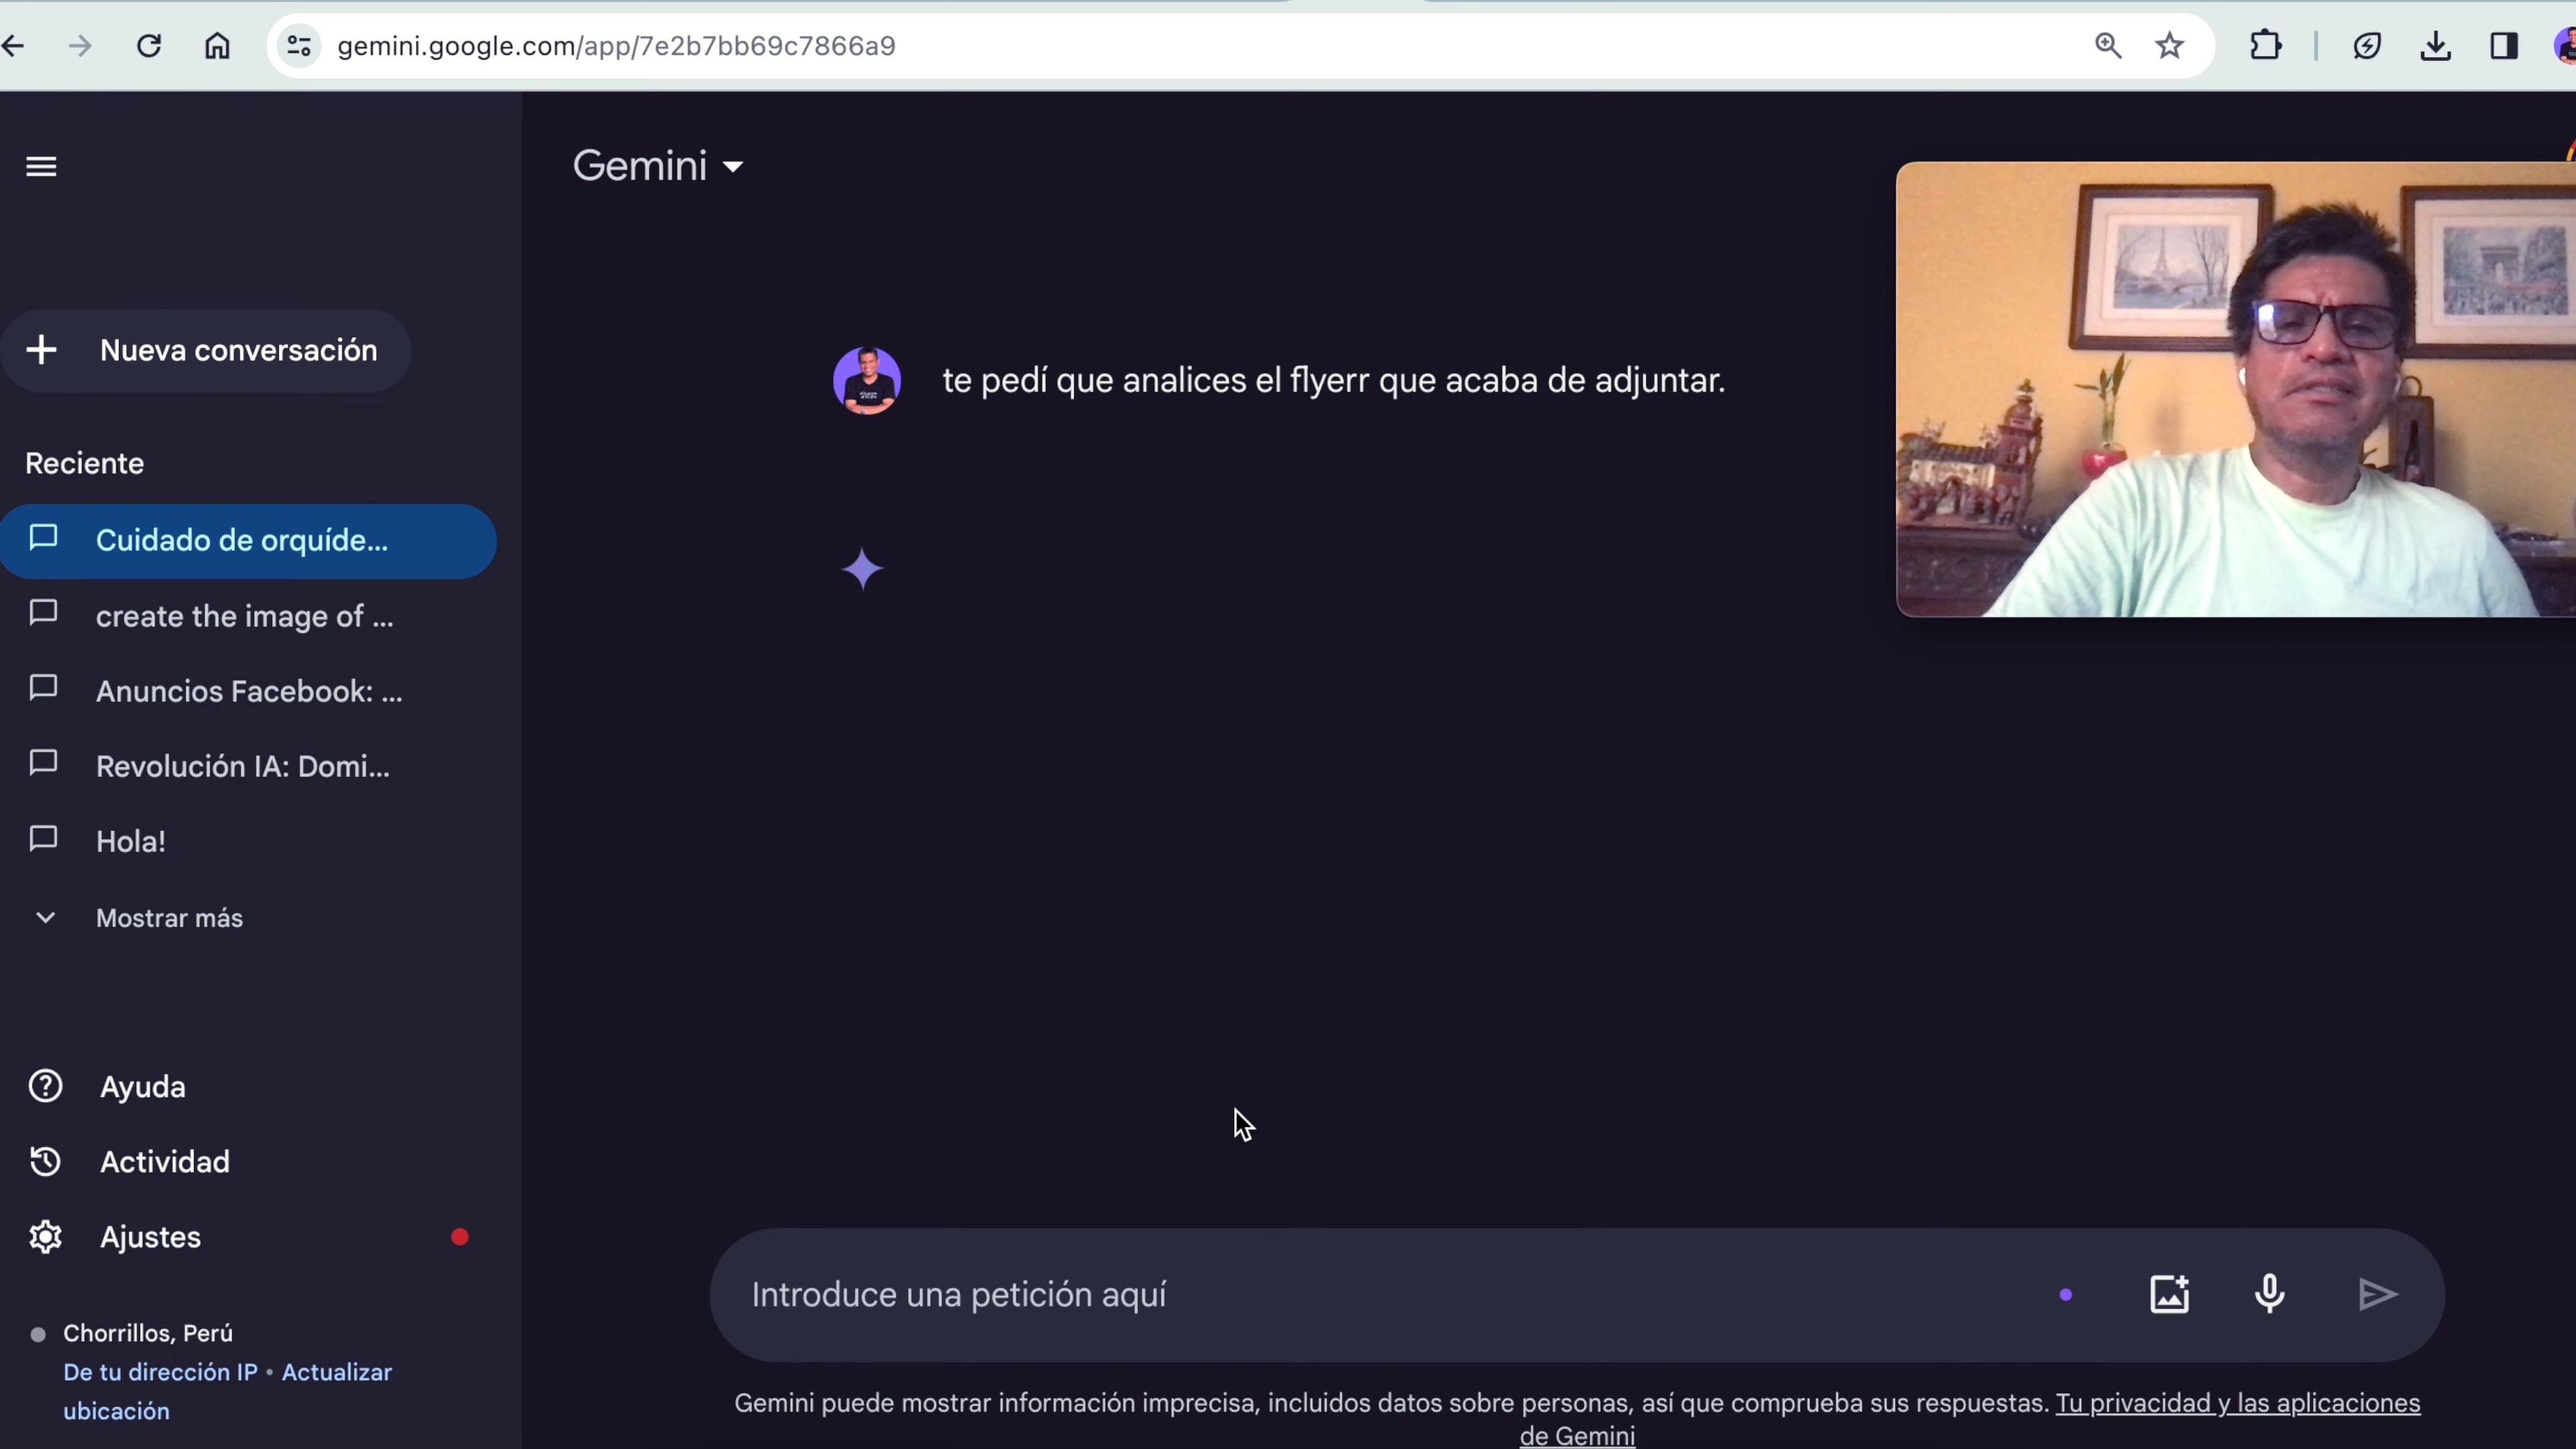 gemini.google.com/app/7e2b7bb69c7866a9
Gemini
Nueva conversación
Reciente
Cuidado de orquíde...
create the image of ...
Anuncios Facebook: ...
Revolución IA: Domi...
Hola!
Mostrar más
Ayuda
Actividad
Ajustes
Chorrillos, Perú
De tu dirección IP • Actualizar
ubicación
te pedí que analices el flyerr que acaba de adjuntar.
Introduce una petición aquí
Gemini puede mostrar información imprecisa, incluidos datos sobre personas, así que comprueba sus respuestas. Tu privacidad y las aplicaciones
de Gemini